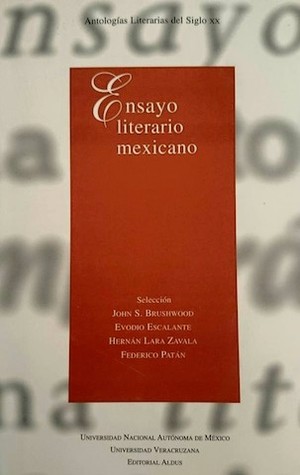 Antologías Literarias del Siglo XX
Ensayo
literario
mexicano
Selección
JOHN S. BRUSHWOOD
EVODIO ESCALANTE
HERNÁN LARA ZAVALA
FEDERICO PATÁN
UNIVERSIDAD NACIONAL AUTÓNOMA DE MÉXICO
UNIVERSIDAD VERACRUZANA
EDITORIAL ALDUS